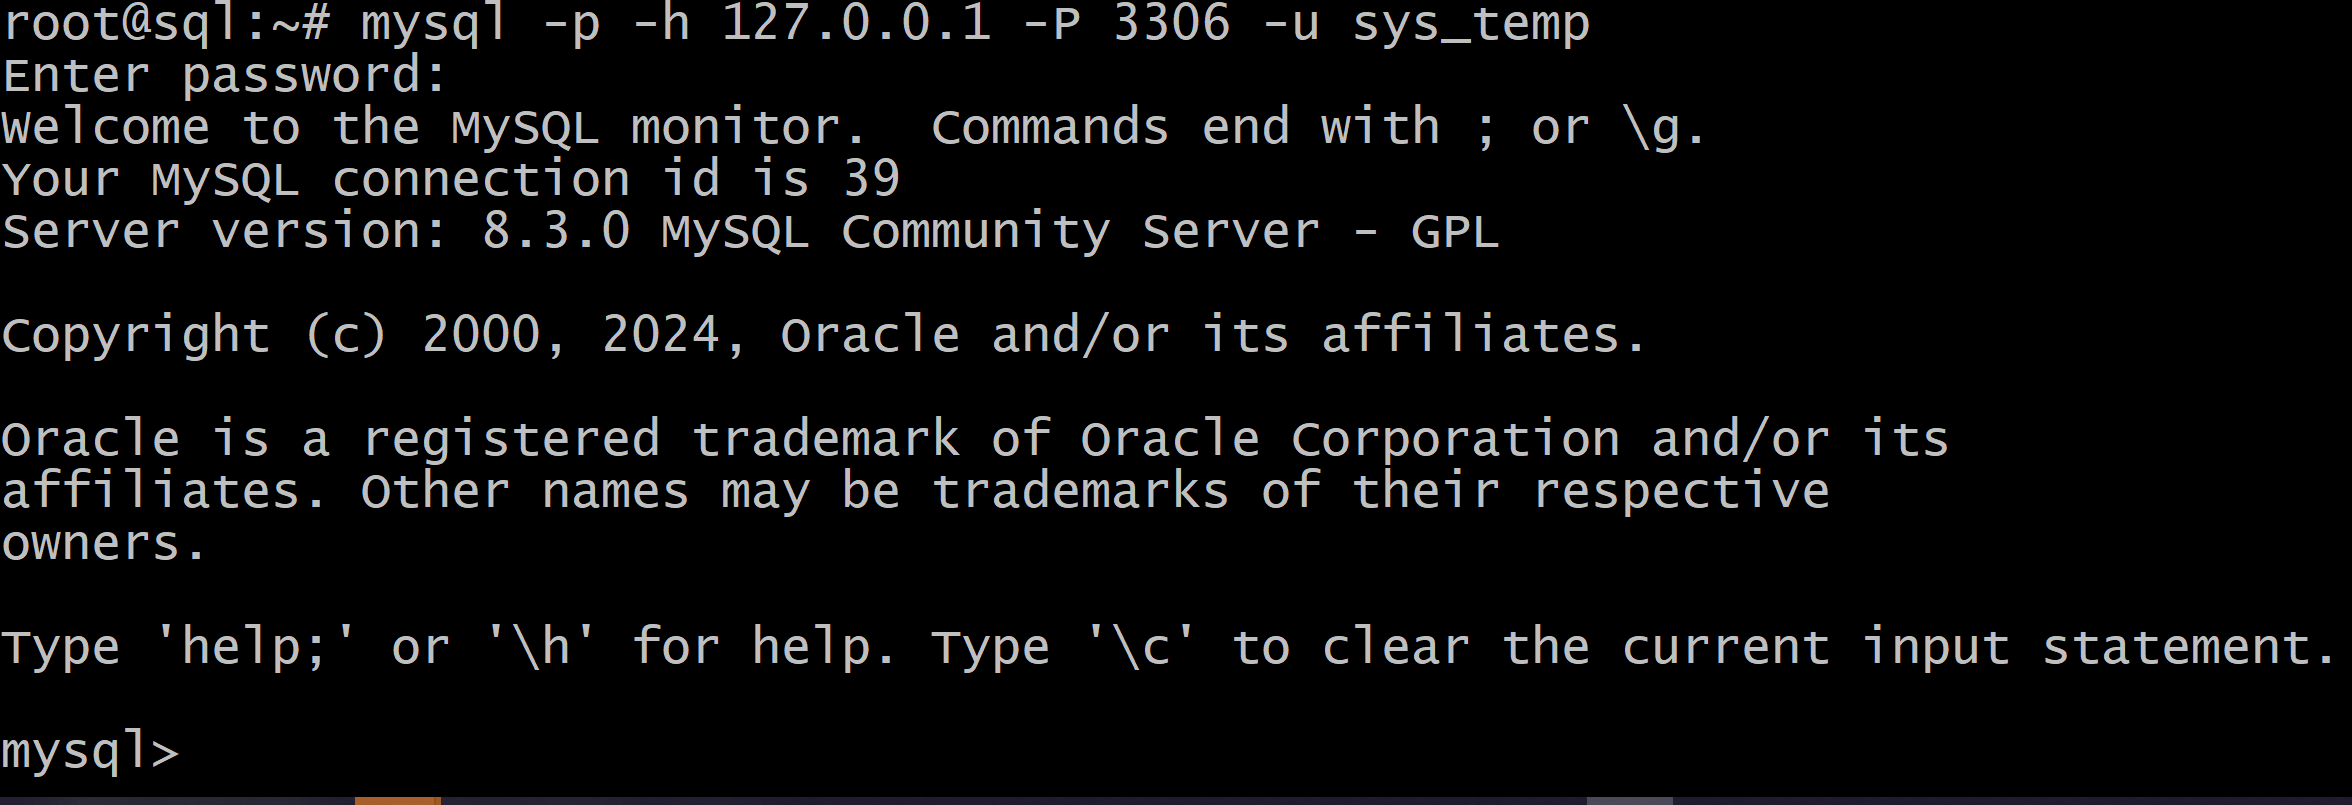 root@sql:~# mysql -p -h 127.0.0.1 -P 3306 -u sys_temp
Enter password:
Welcome to the MySQL monitor.  Commands end with ; or \g.
Your MySQL connection id is 39
Server version: 8.3.0 MySQL Community Server - GPL
Copyright (c) 2000, 2024, Oracle and/or its affiliates.
Oracle is a registered trademark of Oracle Corporation and/or its
affiliates. Other names may be trademarks of their respective
owners.
Type 'help;' or '\h' for help. Type '\c' to clear the current input statement.
mysql>